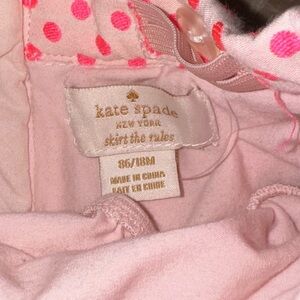 kate spade
NEW YORK
skirt the rules
86/18M
MADE IN CHINA
FAIT EN CHINE